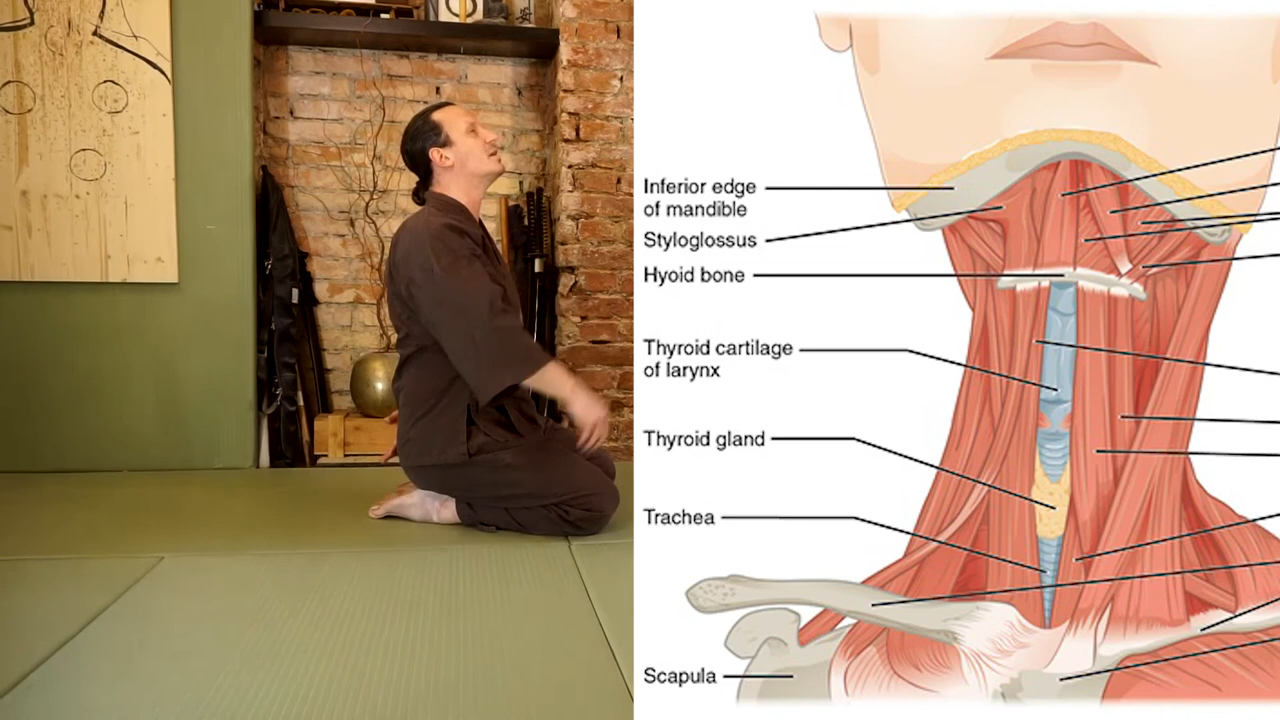 Inferior edge
of mandible
Styloglossus
Hyoid bone
Thyroid cartilage
of larynx
Thyroid gland
Trachea
Scapula